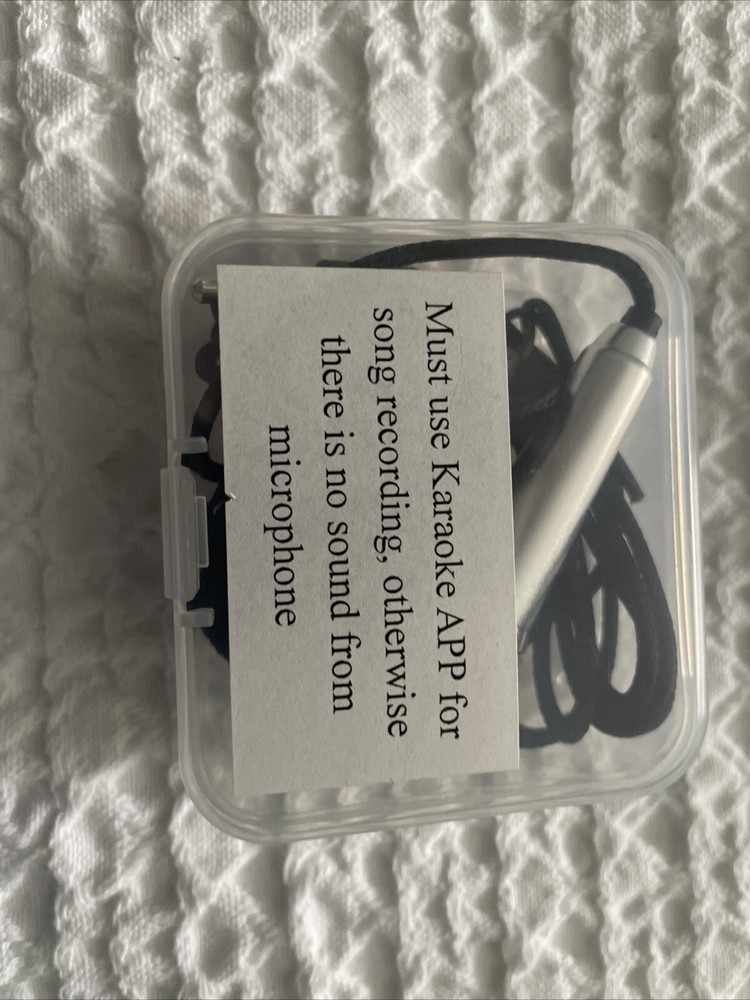 Must use Karaoke APP for
song recording, otherwise
there is no sound from
microphone